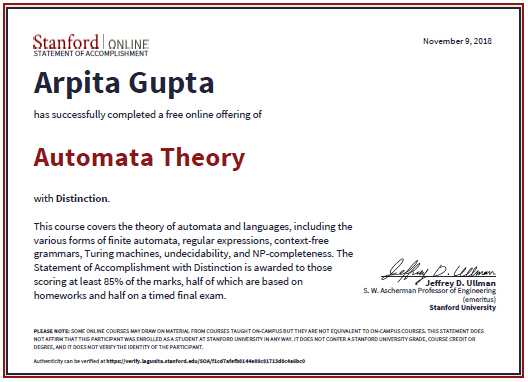 Stanford | ONLINE
November 9, 2018
STATEMENT OF ACCOMPLISHMENT
Arpita Gupta
has successfully completed a free online offering of
Automata Theory
with Distinction.
This course covers the theory of automata and languages, including the
various forms of finite automata, regular expressions, context-free
grammars, Turing machines, undecidability, and NP-completeness. The
Statement of Accomplishment with Distinction is awarded to those
scoring at least 85% of the marks, half of which are based on
homeworks and half on a timed final exam.
Jeffrey D. Ullman
Jeffrey D. Ullman
S. W. Ascherman Professor of Engineering
(emeritus)
Stanford University
PLEASE NOTE: SOME ONLINE COURSES MAY DRAW ON MATERIAL FROM COURSES TAUGHT ON-CAMPUS BUT THEY ARE NOT EQUIVALENT TO ON-CAMPUS COURSES. THIS STATEMENT DOES
NOT AFFIRM THAT THIS PARTICIPANT WAS ENROLLED AS A STUDENT AT STANFORD UNIVERSITY IN ANY WAY. IT DOES NOT CONFER A STANFORD UNIVERSITY GRADE, COURSE CREDIT OR
DEGREE, AND IT DOES NOT VERIFY THE IDENTITY OF THE PARTICIPANT.
Authenticity can be verified at